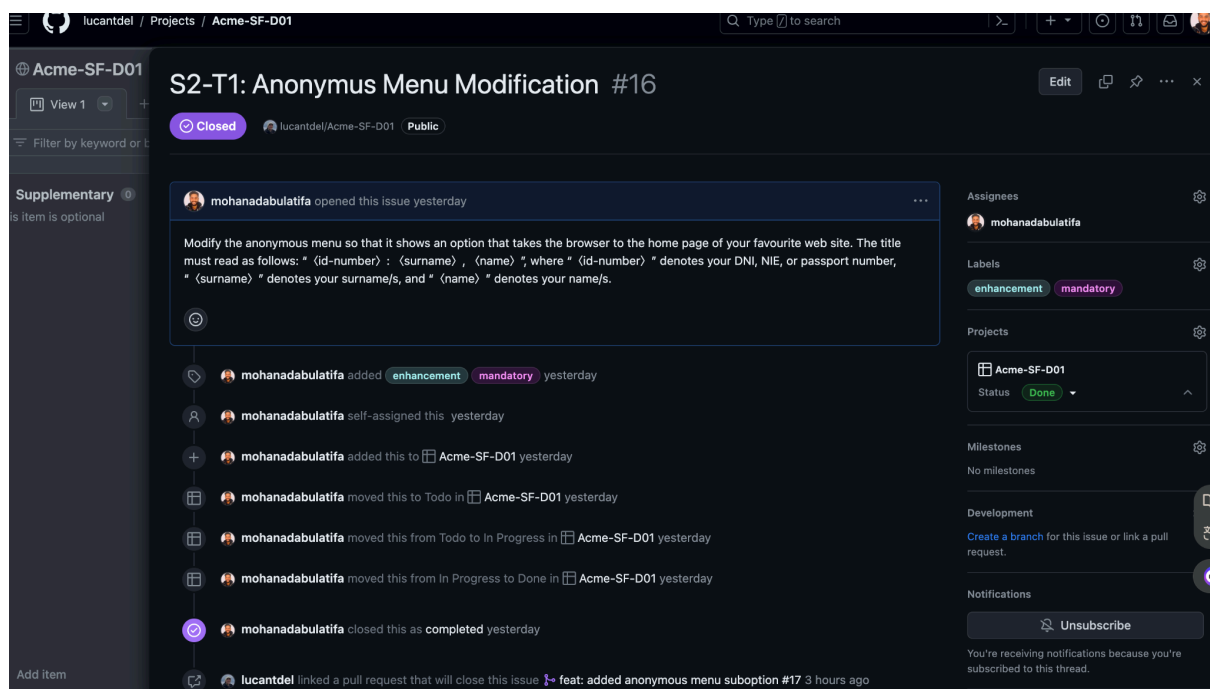 lucantdel / Projects / Acme-SF-D01
Type / to search
Acme-SF-D01
View 1
Filter by keyword or b
Supplementary 0
is item is optional
Add item
S2-T1: Anonymus Menu Modification #16
Edit
Closed lucantdel/Acme-SF-D01 Public
mohanadabulatifa opened this issue yesterday
Modify the anonymous menu so that it shows an option that takes the browser to the home page of your favourite web site. The title
must read as follows: “〈id-number〉: 〈surname〉, 〈name〉”, where “〈id-number〉” denotes your DNI, NIE, or passport number,
“〈surname〉” denotes your surname/s, and “〈name〉” denotes your name/s.
mohanadabulatifa added enhancement mandatory yesterday
mohanadabulatifa self-assigned this yesterday
mohanadabulatifa added this to Acme-SF-D01 yesterday
mohanadabulatifa moved this to Todo in Acme-SF-D01 yesterday
mohanadabulatifa moved this from Todo to In Progress in Acme-SF-D01 yesterday
mohanadabulatifa moved this from In Progress to Done in Acme-SF-D01 yesterday
mohanadabulatifa closed this as completed yesterday
lucantdel linked a pull request that will close this issue feat: added anonymous menu suboption #17 3 hours ago
Assignees
mohanadabulatifa
Labels
enhancement mandatory
Projects
Acme-SF-D01
Status Done
Milestones
No milestones
Development
Create a branch for this issue or link a pull
request.
Notifications
Unsubscribe
You're receiving notifications because you're
subscribed to this thread.